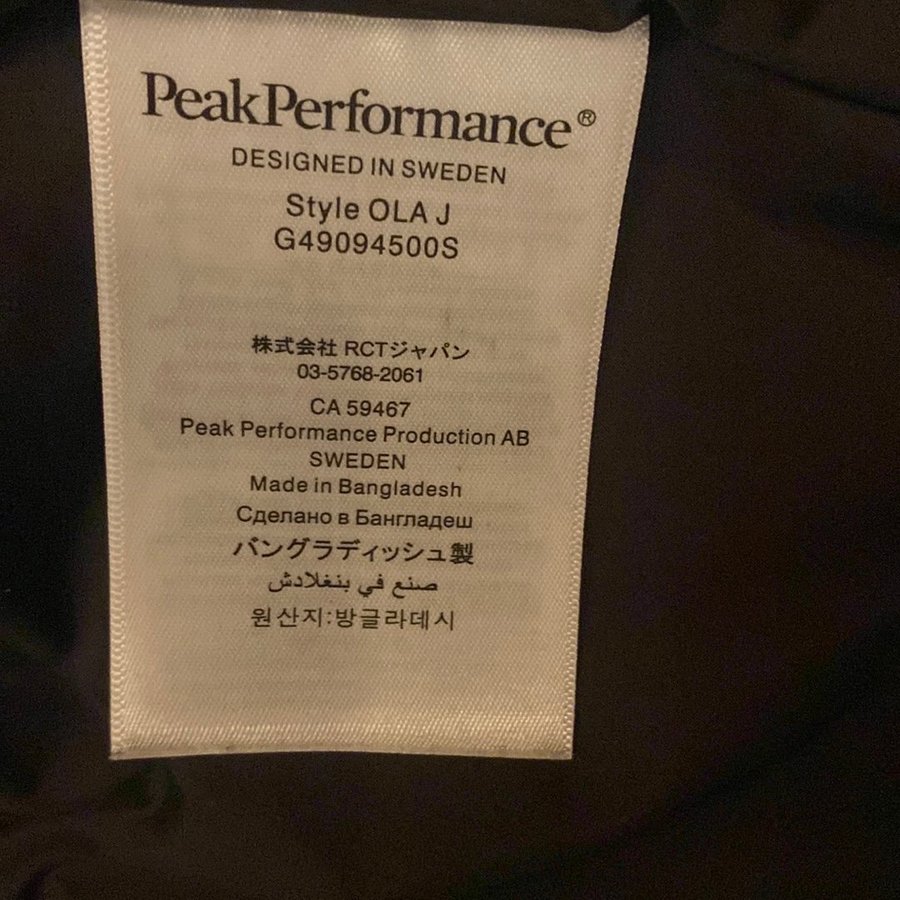 PeakPerformance®
DESIGNED IN SWEDEN
Style OLA J
G49094500S
株式会社 RCTジャパン
03-5768-2061
CA 59467
Peak Performance Production AB
SWEDEN
Made in Bangladesh
Сделано в Бангладеш
バングラディッシュ製
صنع في بنغلادش
원산지:방글라데시